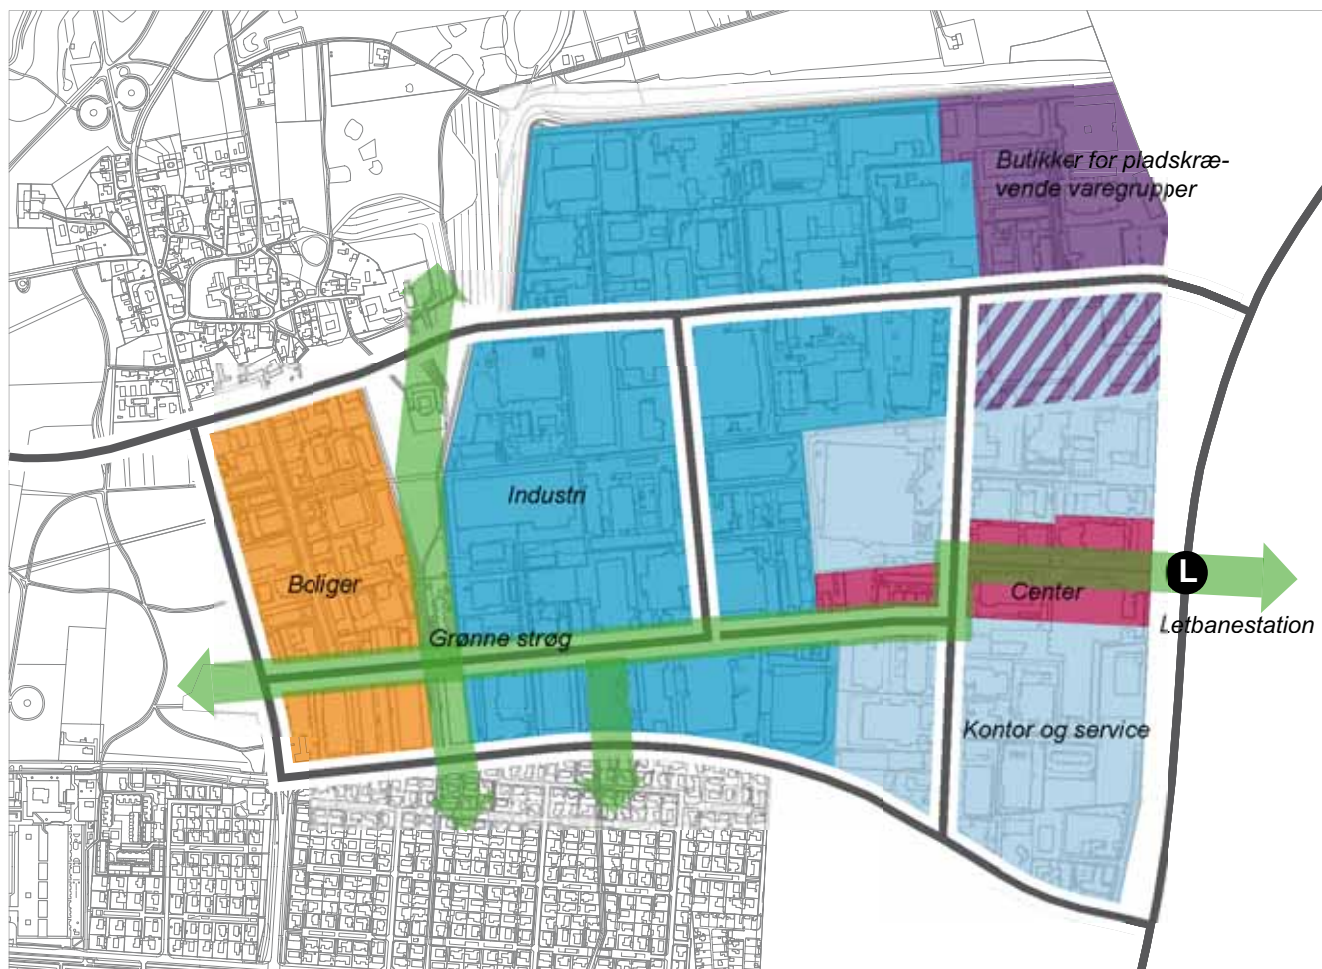 Butikker for pladskræ-
vende varegrupper
Industri
Boliger
Center
L
Letbanestation
Grønne strøg
Kontor og service